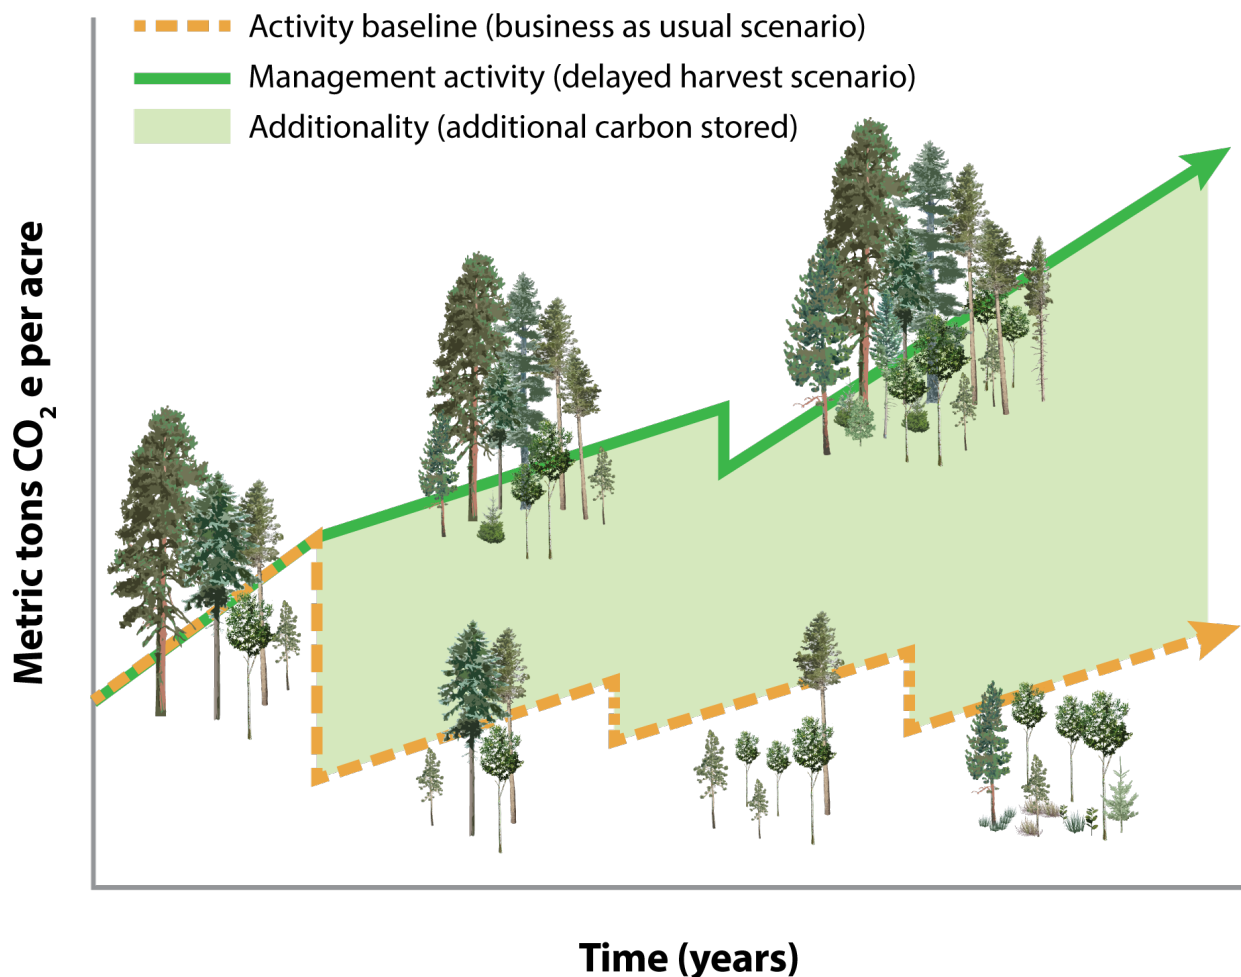 Activity baseline (business as usual scenario)
Management activity (delayed harvest scenario)
Additionality (additional carbon stored)
Metric tons CO₂ e per acre
Time (years)